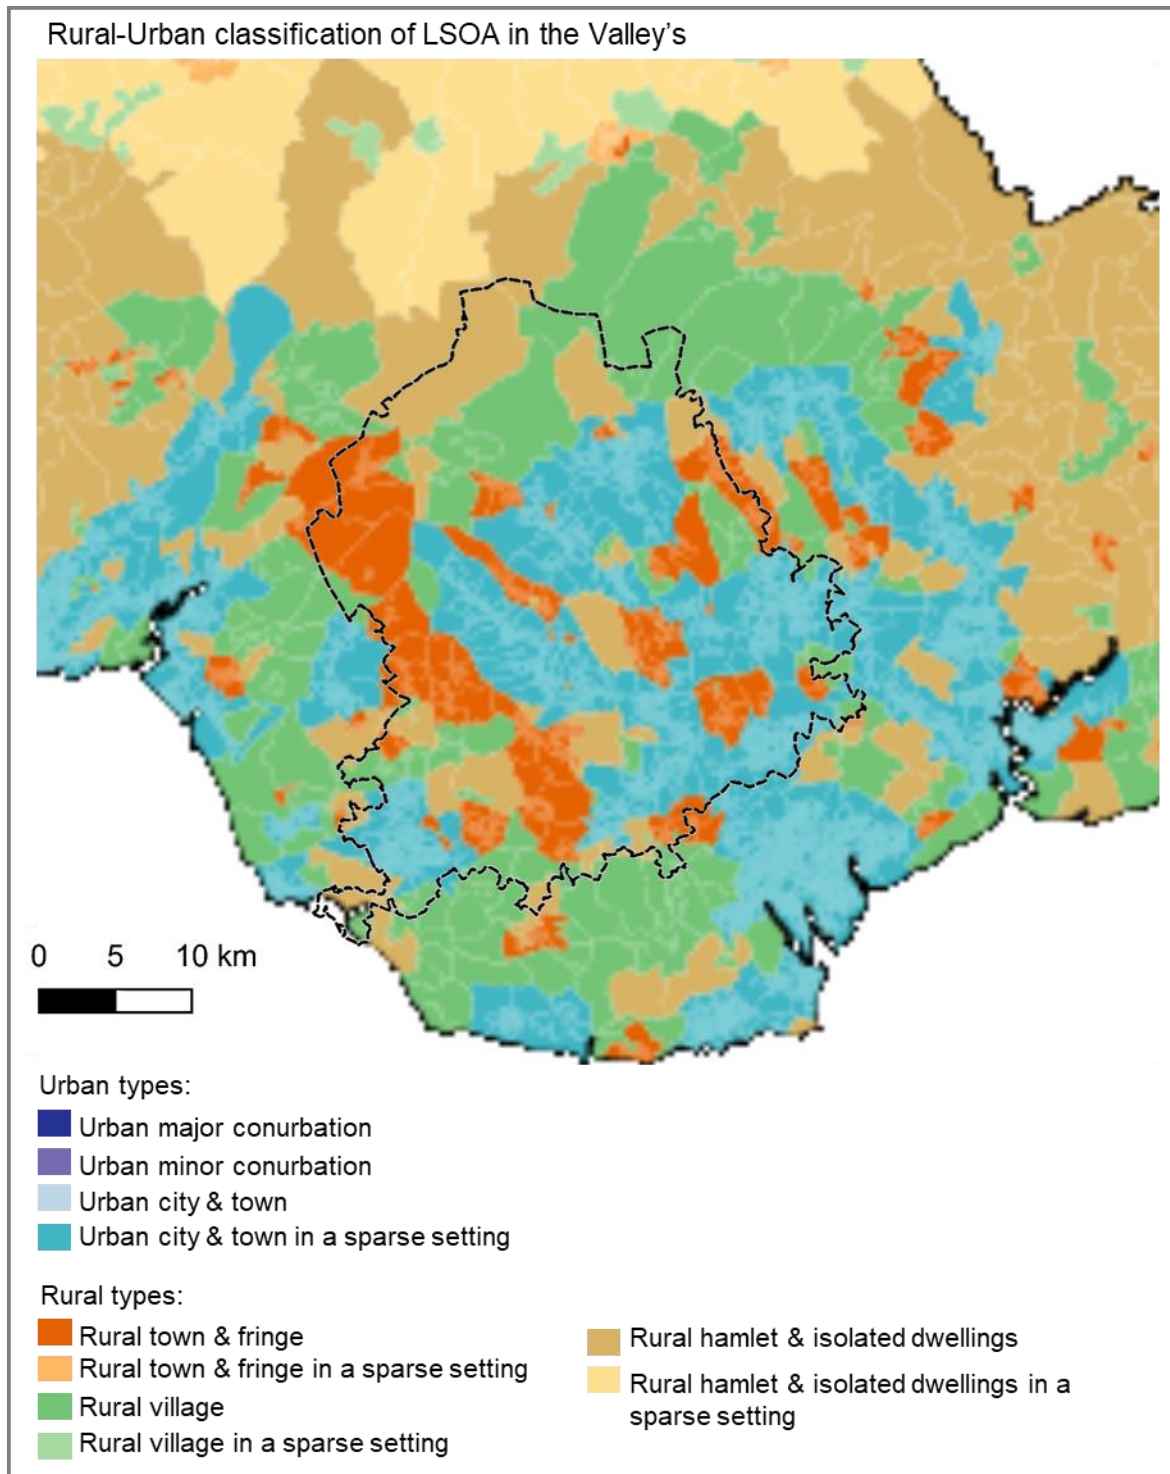 Rural-Urban classification of LSOA in the Valley's
0 5 10 km
Urban types:
Urban major conurbation
Urban minor conurbation
Urban city & town
Urban city & town in a sparse setting
Rural types:
Rural town & fringe
Rural town & fringe in a sparse setting
Rural village
Rural village in a sparse setting
Rural hamlet & isolated dwellings
Rural hamlet & isolated dwellings in a
sparse setting